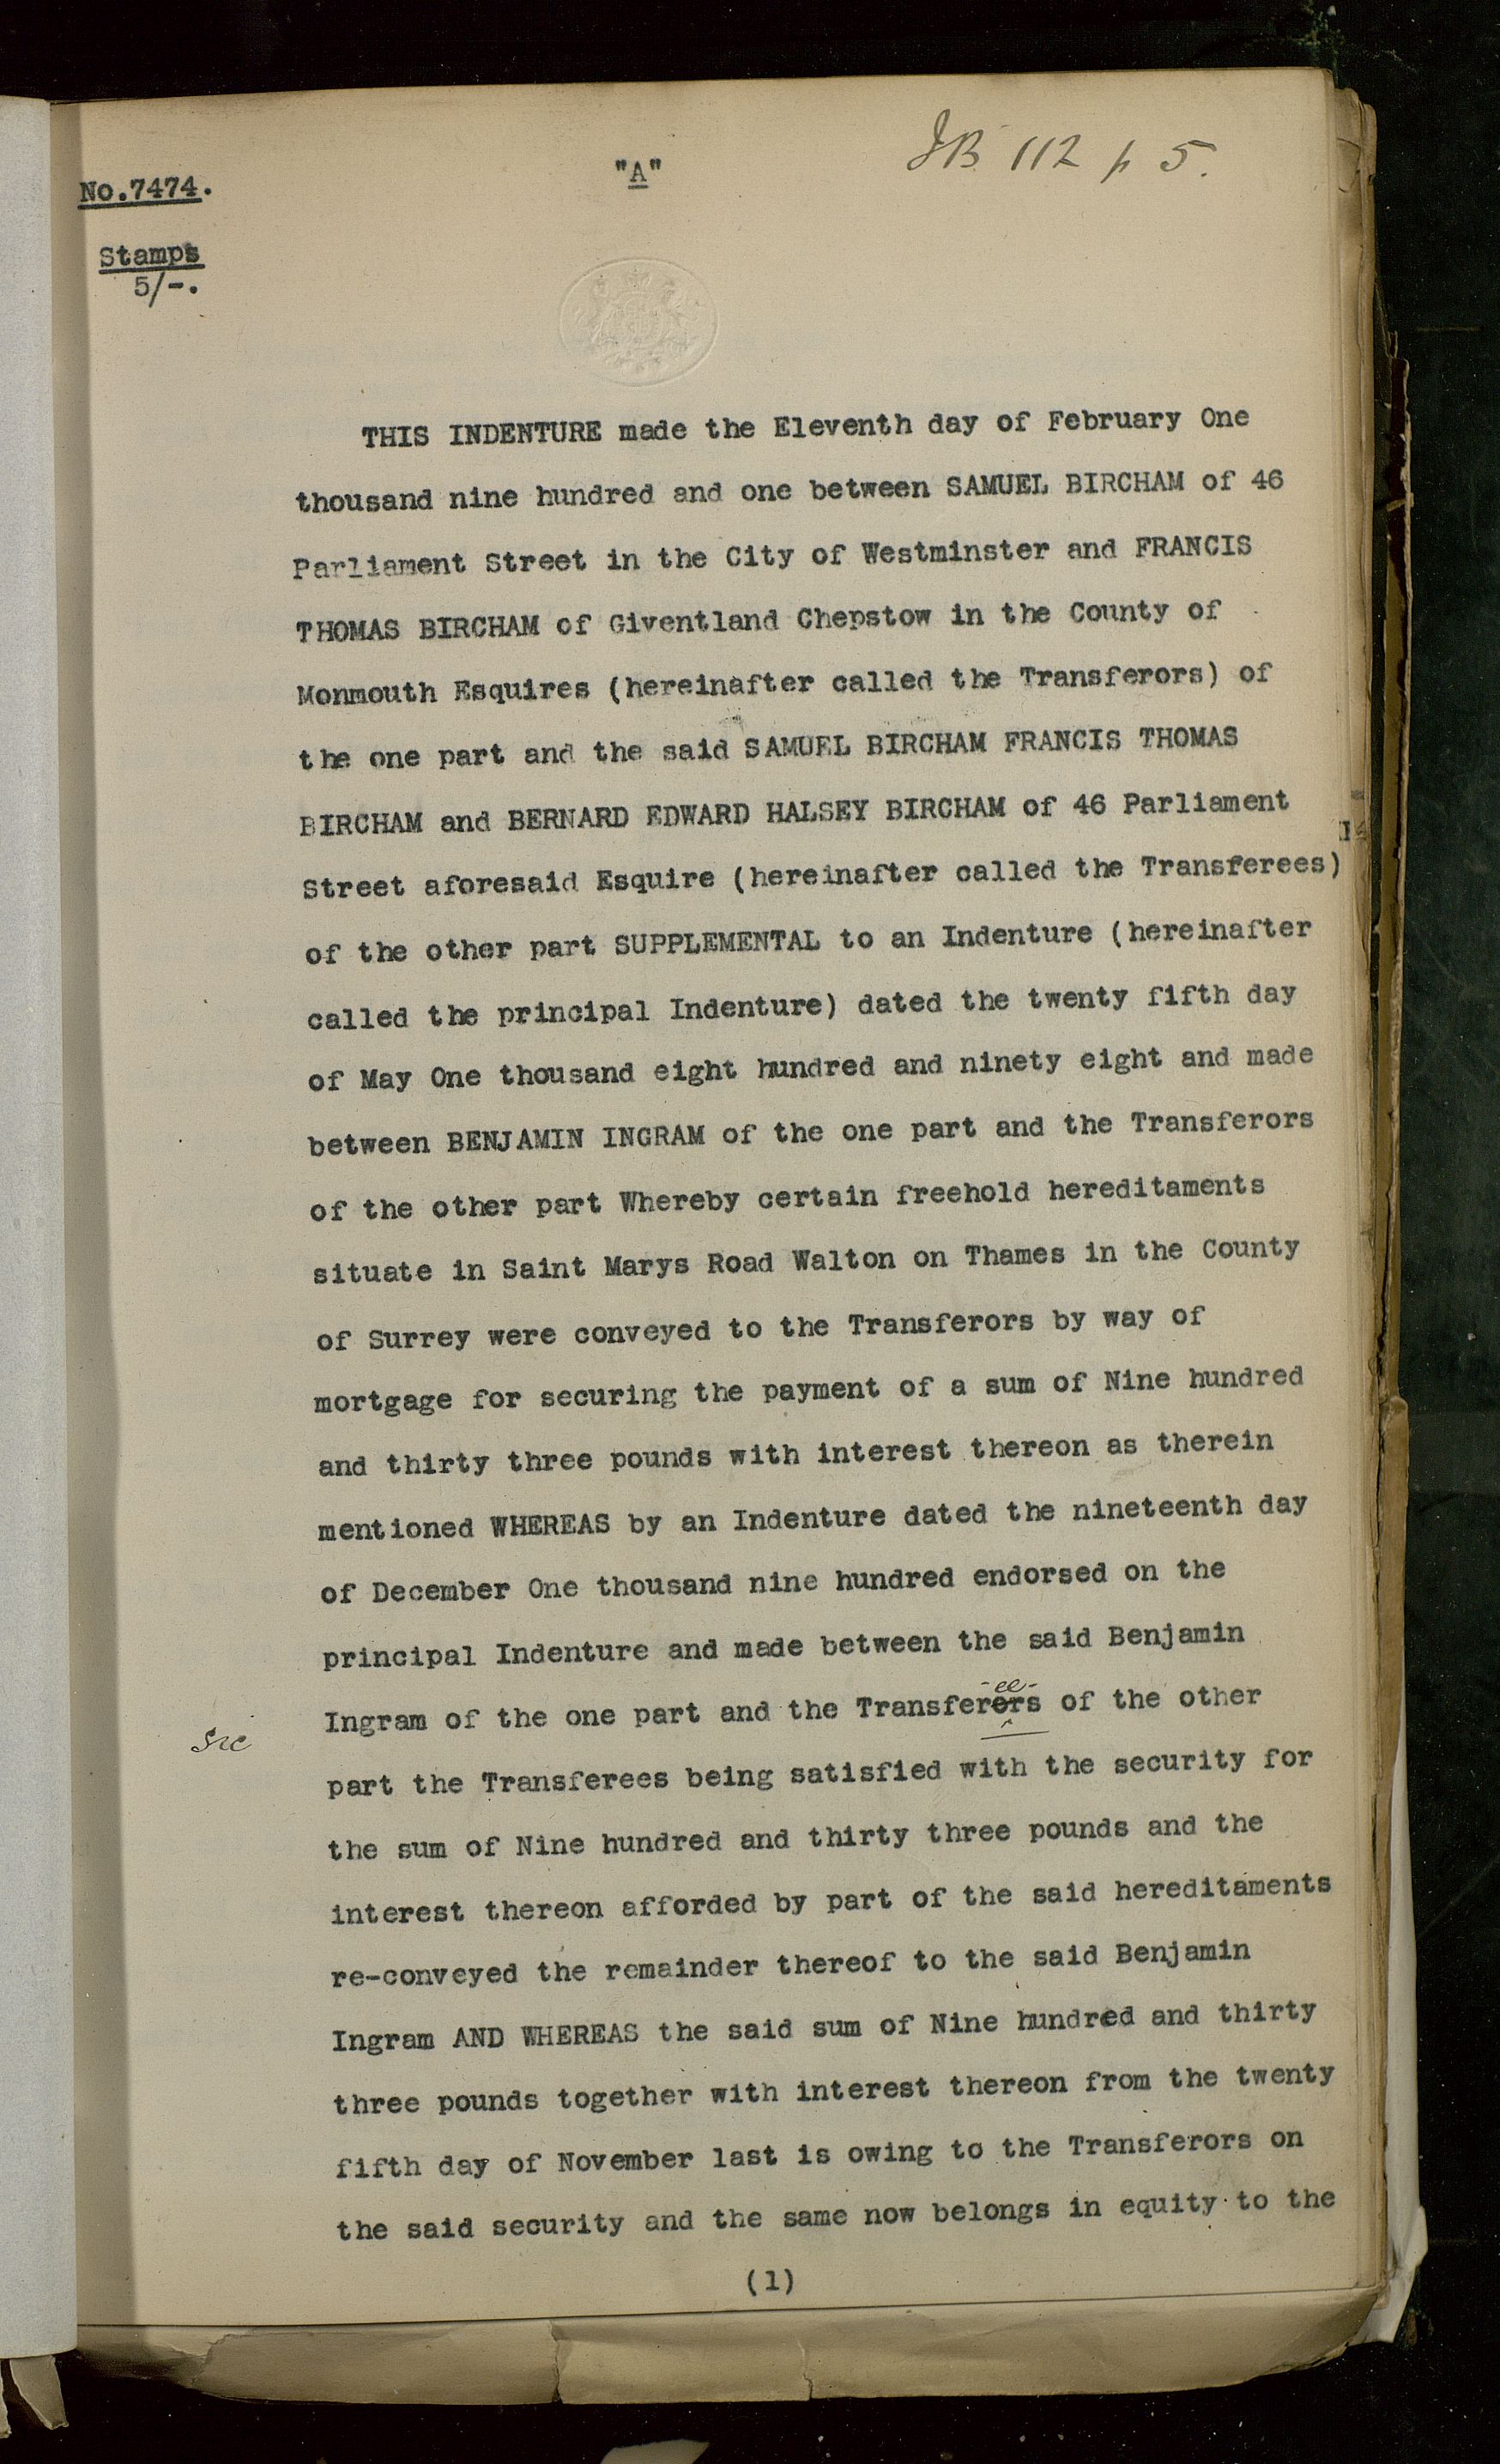 "A"
JB 112 p 5.
No.7474.
Stamps
5/-.
THIS INDENTURE made the Eleventh day of February One
thousand nine hundred and one between SAMUEL BIRCHAM of 46
Parliament Street in the City of Westminster and FRANCIS
THOMAS BIRCHAM of Giventland Chepstow in the County of
Monmouth Esquires (hereinafter called the Transferors) of
the one part and the said SAMUEL BIRCHAM FRANCIS THOMAS
BIRCHAM and BERNARD EDWARD HALSEY BIRCHAM of 46 Parliament
Street aforesaid Esquire (hereinafter called the Transferees)
of the other part SUPPLEMENTAL to an Indenture (hereinafter
called the principal Indenture) dated the twenty fifth day
of May One thousand eight hundred and ninety eight and made
between BENJAMIN INGRAM of the one part and the Transferors
of the other part Whereby certain freehold hereditaments
situate in Saint Marys Road Walton on Thames in the County
of Surrey were conveyed to the Transferors by way of
mortgage for securing the payment of a sum of Nine hundred
and thirty three pounds with interest thereon as therein
mentioned WHEREAS by an Indenture dated the nineteenth day
of December One thousand nine hundred endorsed on the
principal Indenture and made between the said Benjamin
-ee-
Ingram of the one part and the Transferors of the other
sic
part the Transferees being satisfied with the security for
the sum of Nine hundred and thirty three pounds and the
interest thereon afforded by part of the said hereditaments
re-conveyed the remainder thereof to the said Benjamin
Ingram AND WHEREAS the said sum of Nine hundred and thirty
three pounds together with interest thereon from the twenty
fifth day of November last is owing to the Transferors on
the said security and the same now belongs in equity to the
(1)